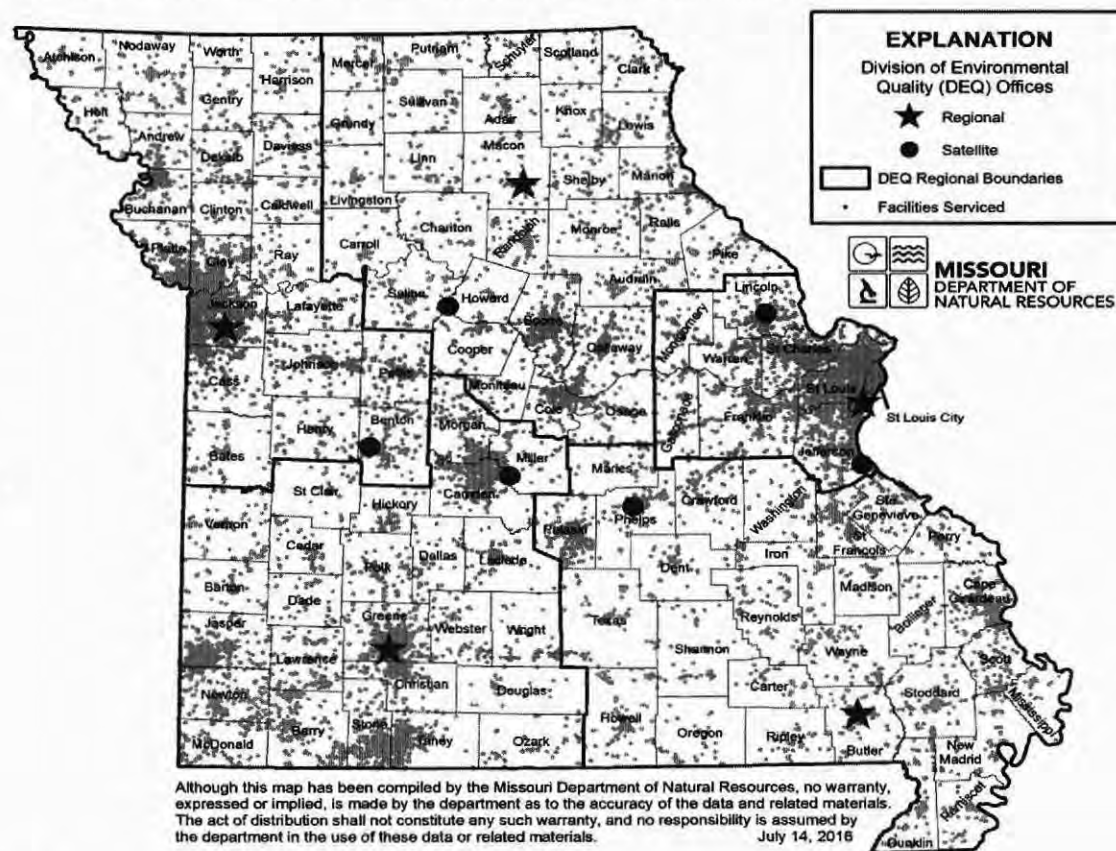 EXPLANATION
Division of Environmental
Quality (DEQ) Offices
Regional
Satellite
DEQ Regional Boundaries
Facilities Serviced
MISSOURI
DEPARTMENT OF
NATURAL RESOURCES
Atchison
Nodaway
Worth
Harrison
Mercer
Putnam
Schuyler
Scotland
Clark
Holt
Gentry
Sullivan
Adair
Knox
Lewis
Andrew
Dekalb
Daviess
Grundy
Linn
Macon
Shelby
Marion
Buchanan
Clinton
Caldwell
Livingston
Chariton
Randolph
Monroe
Ralls
Platte
Clay
Ray
Carroll
Saline
Howard
Audrain
Pike
Jackson
Lafayette
Boone
Callaway
Montgomery
Lincoln
Cooper
Warren
St Charles
Cass
Johnson
Pettis
Moniteau
Cole
Osage
Gasconade
Franklin
St Louis
St Louis City
Henry
Benton
Morgan
Miller
Maries
Jefferson
Bates
St Clair
Hickory
Camden
Pulaski
Phelps
Crawford
Washington
Ste
Genevieve
Vernon
Cedar
Polk
Dallas
Laclede
Dent
Iron
St
Francois
Perry
Barton
Dade
Greene
Webster
Wright
Texas
Reynolds
Madison
Bollinger
Cape
Girardeau
Jasper
Lawrence
Christian
Douglas
Shannon
Wayne
Scott
Newton
Carter
Stoddard
Mississippi
McDonald
Barry
Stone
Taney
Ozark
Howell
Oregon
Ripley
Butler
New
Madrid
Pemiscot
Dunklin
Although this map has been compiled by the Missouri Department of Natural Resources, no warranty,
expressed or implied, is made by the department as to the accuracy of the data and related materials.
The act of distribution shall not constitute any such warranty, and no responsibility is assumed by
the department in the use of these data or related materials. July 14, 2016